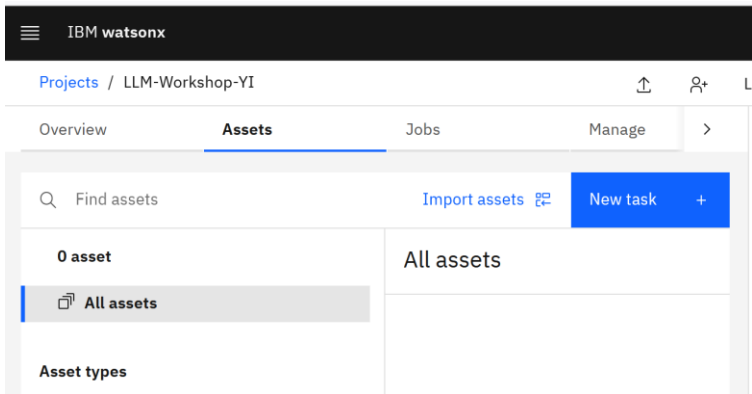 IBM watsonx
Projects / LLM-Workshop-YI
L
Overview Assets Jobs Manage
Find assets Import assets New task +
0 asset
All assets
All assets
Asset types